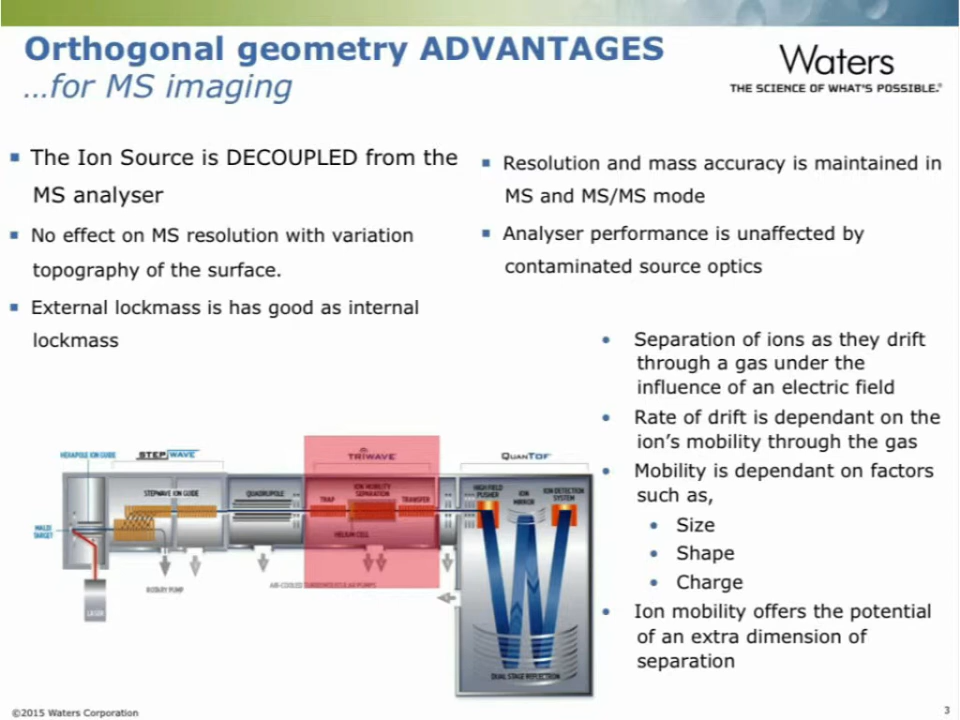 Orthogonal geometry ADVANTAGES
...for MS imaging
Waters
THE SCIENCE OF WHAT'S POSSIBLE.®
▪ The Ion Source is DECOUPLED from the
MS analyser
▪ No effect on MS resolution with variation
topography of the surface.
▪ External lockmass is has good as internal
lockmass
▪ Resolution and mass accuracy is maintained in
MS and MS/MS mode
▪ Analyser performance is unaffected by
contaminated source optics
• Separation of ions as they drift
through a gas under the
influence of an electric field
• Rate of drift is dependant on the
ion's mobility through the gas
• Mobility is dependant on factors
such as,
• Size
• Shape
• Charge
• Ion mobility offers the potential
of an extra dimension of
separation
HEXAPOLE ION GUIDE
STEPWAVE
TRIWAVE
QUANTOF
STEPWAVE ION GUIDE
QUADRUPOLE
ION MOBILITY
SEPARATION
TRAP
TRANSFER
HELIUM CELL
HIGH FIELD
PUSHER
ION
MIRROR
ION DETECTION
SYSTEM
MALDI
TARGET
LASER
ROTARY PUMP
AIR-COOLED TURBOMOLECULAR PUMPS
DUAL STAGE REFLECTRON
©2015 Waters Corporation
3